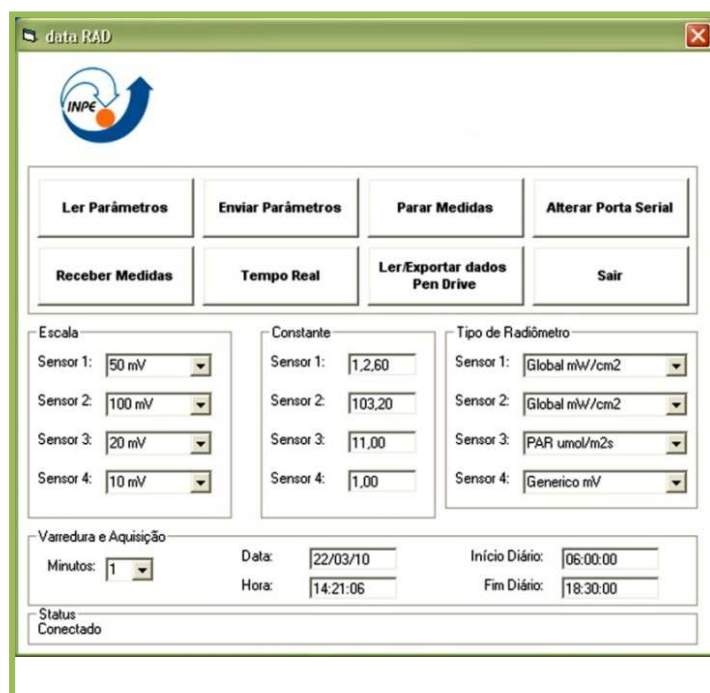 data RAD
INPE
Ler Parâmetros Enviar Parâmetros Parar Medidas Alterar Porta Serial
Receber Medidas Tempo Real Ler/Exportar dados Pen Drive Sair
Escala Constante Tipo de Radiômetro
Sensor 1: 50 mV Sensor 1: 1,2,60 Sensor 1: Global mW/cm2
Sensor 2: 100 mV Sensor 2: 103,20 Sensor 2: Global mW/cm2
Sensor 3: 20 mV Sensor 3: 11,00 Sensor 3: PAR umol/m2s
Sensor 4: 10 mV Sensor 4: 1,00 Sensor 4: Generico mV
Varredura e Aquisição
Minutos: 1 Data: 22/03/10 Início Diário: 06:00:00
Hora: 14:21:06 Fim Diário: 18:30:00
Status
Conectado